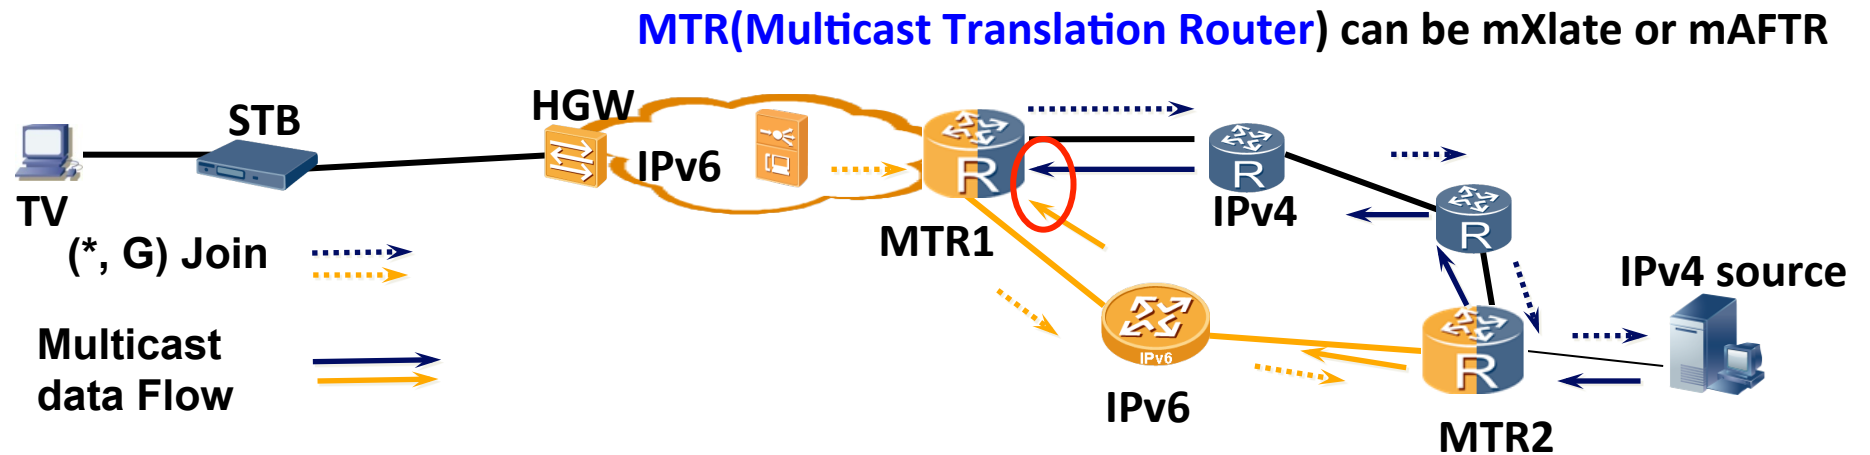 MTR(Multicast Translation Router) can be mXlate or mAFTR
HGW
STB
IPv6
R
R
TV
IPv4
R
MTR1
(*, G) Join
IPv4 source
Multicast
data Flow
IPv6
R
IPv6
MTR2